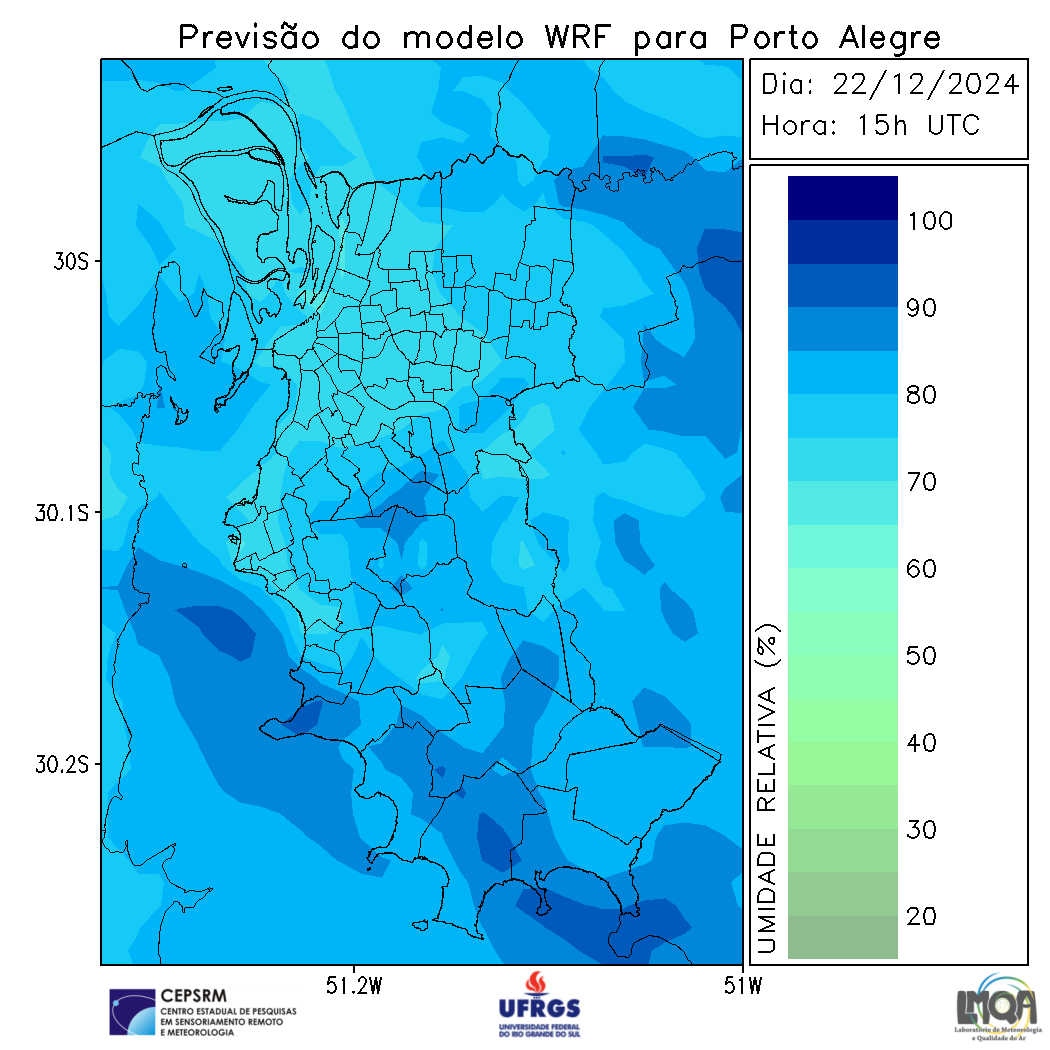 Previsão do modelo WRF para Porto Alegre
Dia: 22/12/2024
Hora: 15h UTC
100
90
80
70
60
50
40
30
20
UMIDADE RELATIVA (%)
30S
30.1S
30.2S
51.2W
51W
CEPSRM
CENTRO ESTADUAL DE PESQUISAS
EM SENSORIAMENTO REMOTO
E METEOROLOGIA
UFRGS
UNIVERSIDADE FEDERAL
DO RIO GRANDE DO SUL
LMQA
Laboratório de Meteorologia
e Qualidade do Ar